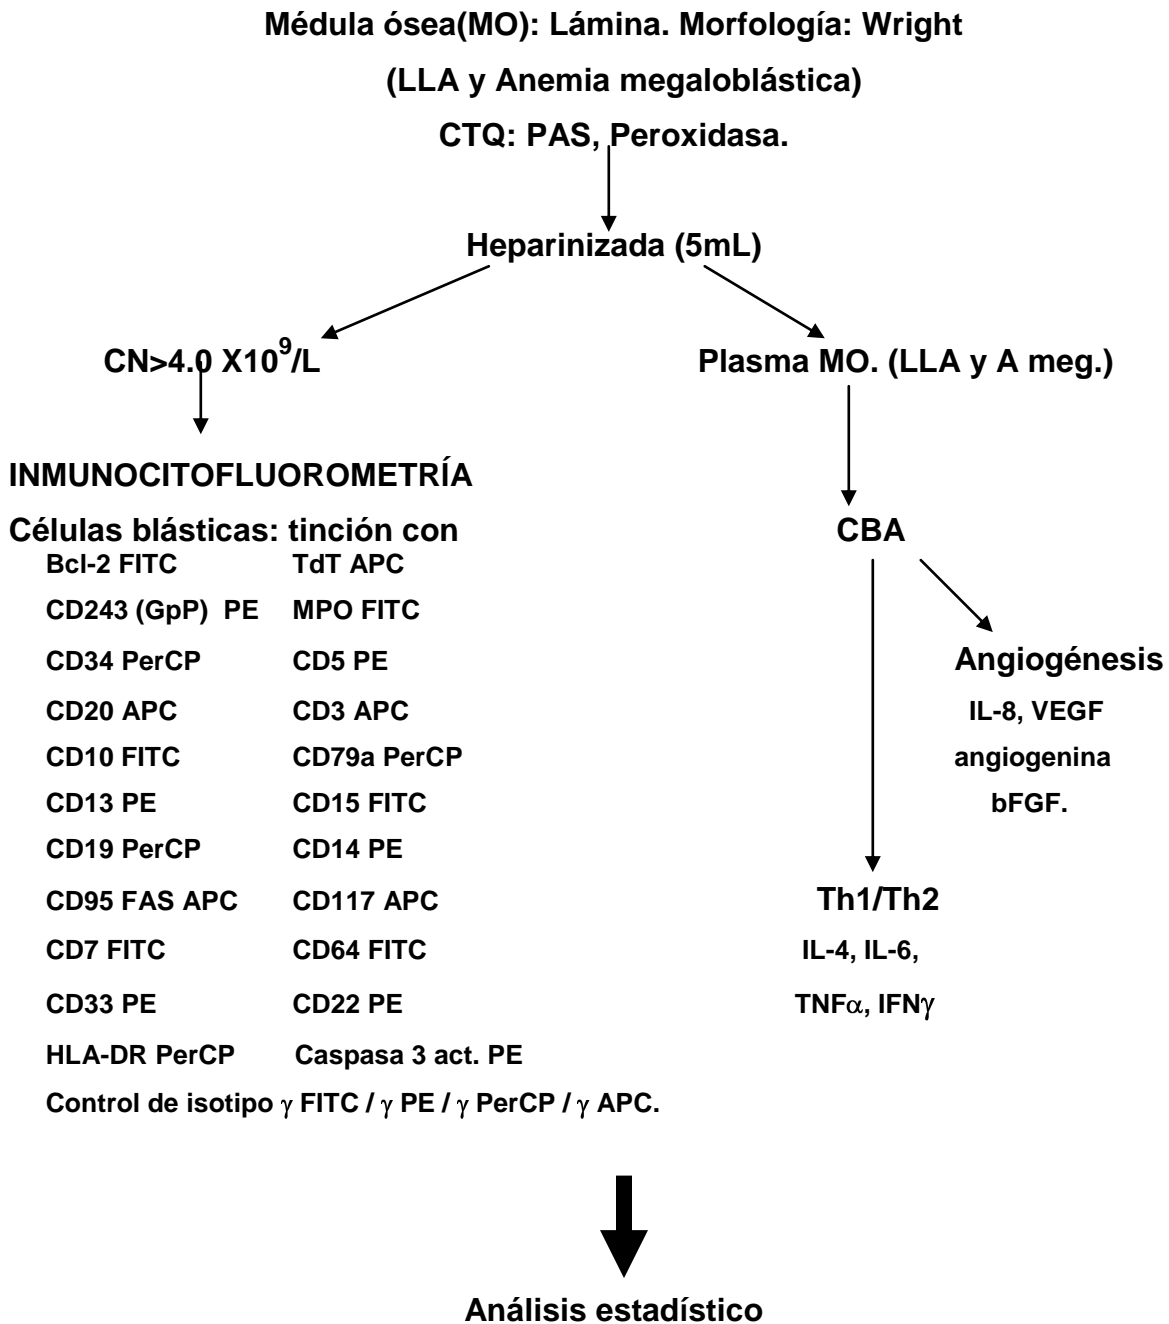 Médula ósea(MO): Lámina. Morfología: Wright
(LLA y Anemia megaloblástica)
CTQ: PAS, Peroxidasa.
Heparinizada (5mL)
CN>4.0 X10⁹/L
Plasma MO. (LLA y A meg.)
INMUNOCITOFLUOROMETRÍA
Células blásticas: tinción con
Bcl-2 FITC TdT APC
CD243 (GpP) PE MPO FITC
CD34 PerCP CD5 PE
CD20 APC CD3 APC
CD10 FITC CD79a PerCP
CD13 PE CD15 FITC
CD19 PerCP CD14 PE
CD95 FAS APC CD117 APC
CD7 FITC CD64 FITC
CD33 PE CD22 PE
HLA-DR PerCP Caspasa 3 act. PE
Control de isotipo γ FITC / γ PE / γ PerCP / γ APC.
CBA
Angiogénesis
IL-8, VEGF
angiogenina
bFGF.
Th1/Th2
IL-4, IL-6,
TNFα, IFNγ
Análisis estadístico